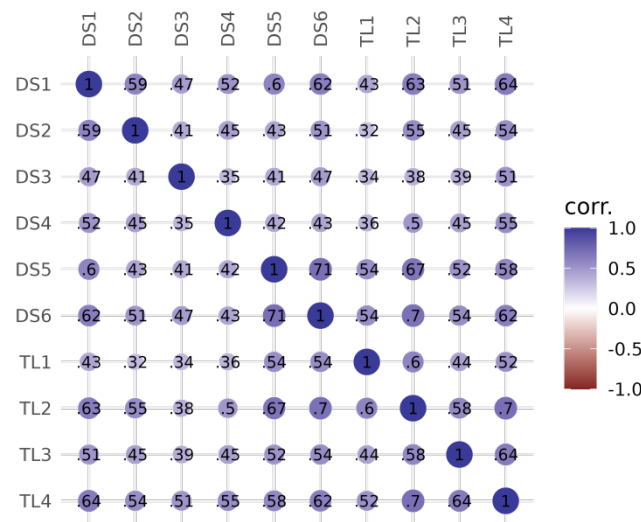 DS1 DS2 DS3 DS4 DS5 DS6 TL1 TL2 TL3 TL4
DS1 1 .59 .47 .52 .6 .62 .43 .63 .51 .64
DS2 .59 1 .41 .45 .43 .51 .32 .55 .45 .54
DS3 .47 .41 1 .35 .41 .47 .34 .38 .39 .51
DS4 .52 .45 .35 1 .42 .43 .36 .5 .45 .55
DS5 .6 .43 .41 .42 1 .71 .54 .67 .52 .58
DS6 .62 .51 .47 .43 .71 1 .54 .7 .54 .62
TL1 .43 .32 .34 .36 .54 .54 1 .6 .44 .52
TL2 .63 .55 .38 .5 .67 .7 .6 1 .58 .7
TL3 .51 .45 .39 .45 .52 .54 .44 .58 1 .64
TL4 .64 .54 .51 .55 .58 .62 .52 .7 .64 1
corr.
1.0
0.5
0.0
-0.5
-1.0